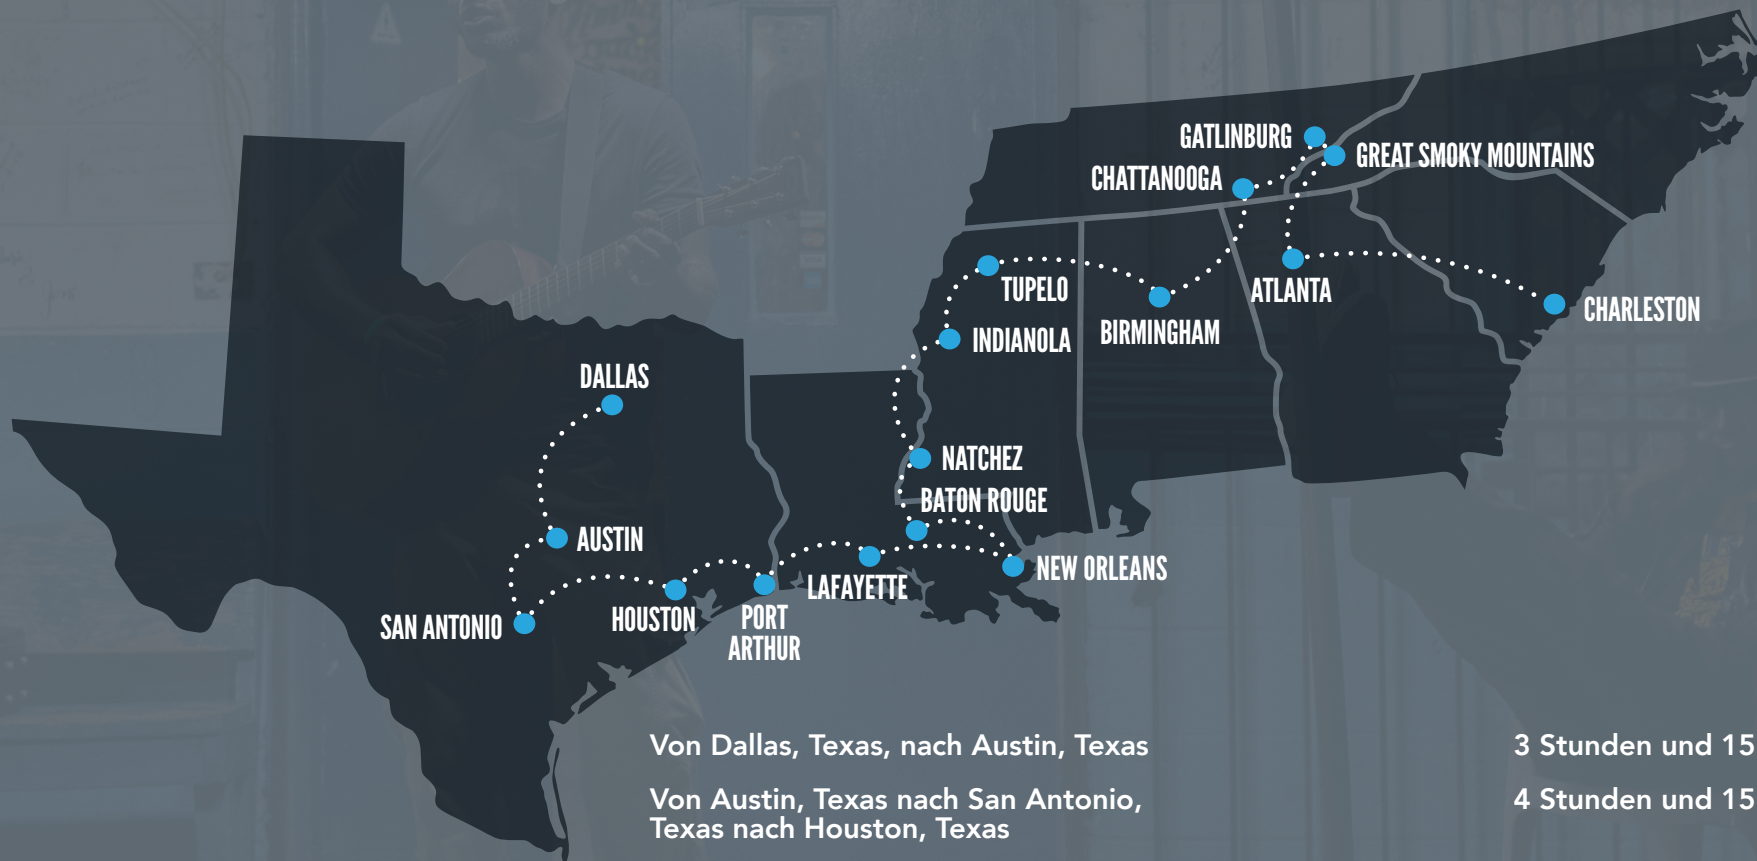 GATLINBURG
GREAT SMOKY MOUNTAINS
CHATTANOOGA
TUPELO
ATLANTA
CHARLESTON
INDIANOLA
BIRMINGHAM
DALLAS
NATCHEZ
BATON ROUGE
AUSTIN
NEW ORLEANS
LAFAYETTE
HOUSTON
PORT
ARTHUR
SAN ANTONIO
Von Dallas, Texas, nach Austin, Texas
3 Stunden und 15
Von Austin, Texas nach San Antonio,
Texas nach Houston, Texas
4 Stunden und 15